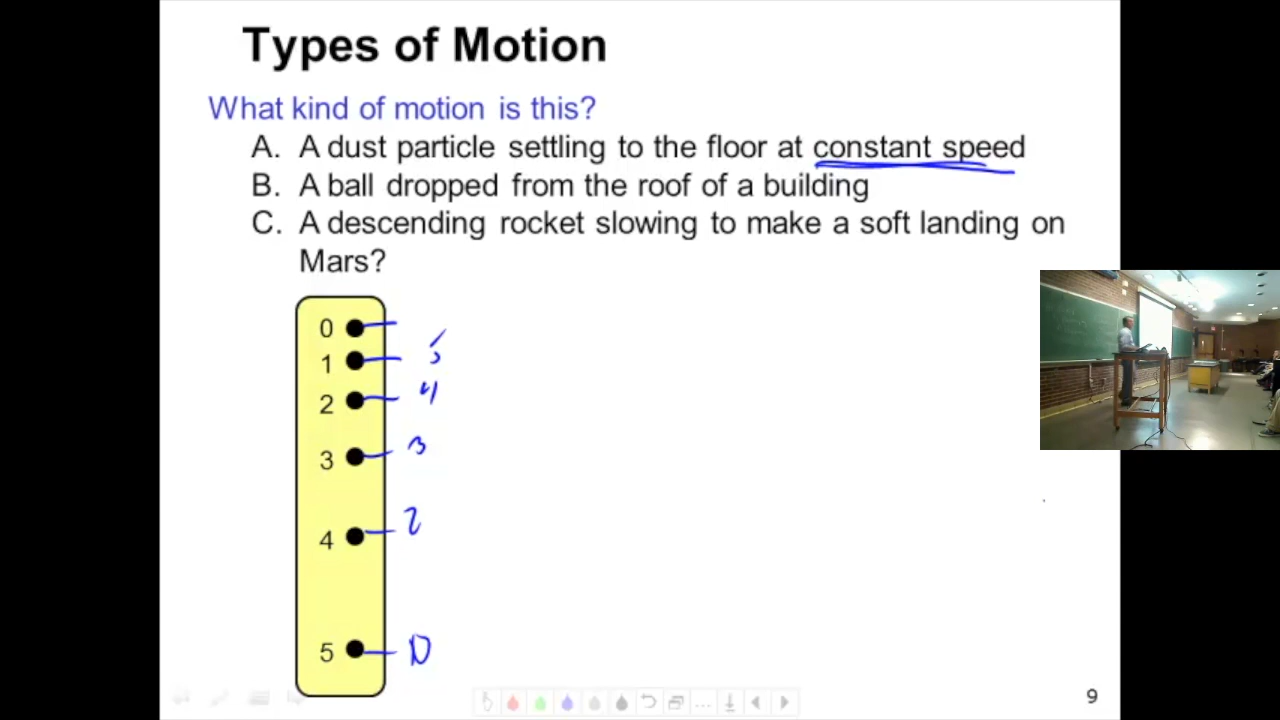 Types of Motion
What kind of motion is this?
A. A dust particle settling to the floor at constant speed
B. A ball dropped from the roof of a building
C. A descending rocket slowing to make a soft landing on
Mars?
0
1 5
2 4
3 3
4 2
5
9